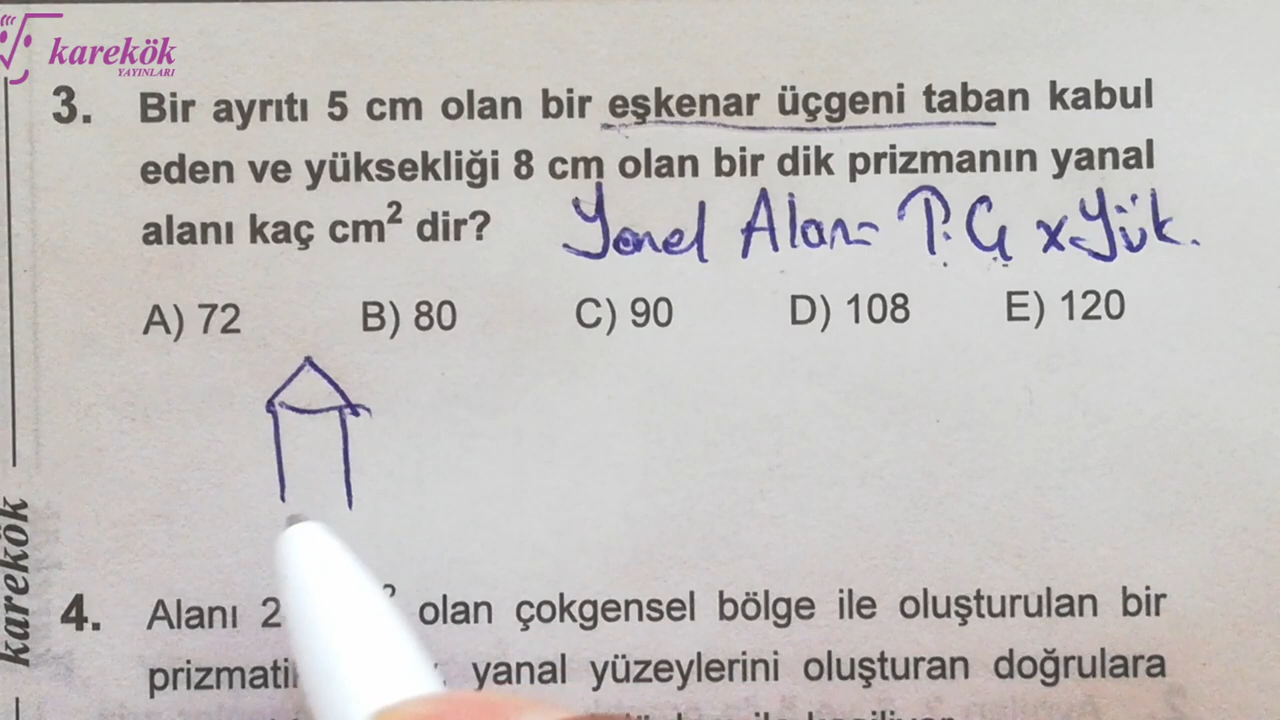 karekök
YAYINLARI
3. Bir ayrıtı 5 cm olan bir eşkenar üçgeni taban kabul
eden ve yüksekliği 8 cm olan bir dik prizmanın yanal
alanı kaç cm² dir?
Yanal Alan= T.Ç x Yük.
A) 72 B) 80 C) 90 D) 108 E) 120
karekök
4. Alanı 2 ² olan çokgensel bölge ile oluşturulan bir
yanal yüzeylerini oluşturan doğrulara